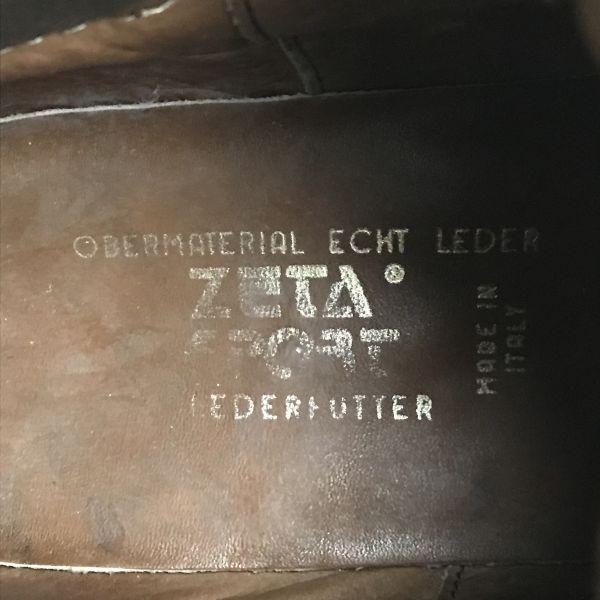 OBERMATERIAL ECHT LEDER
ZETA®
SPORT
LEDERFUTTER
MADE IN
ITALY